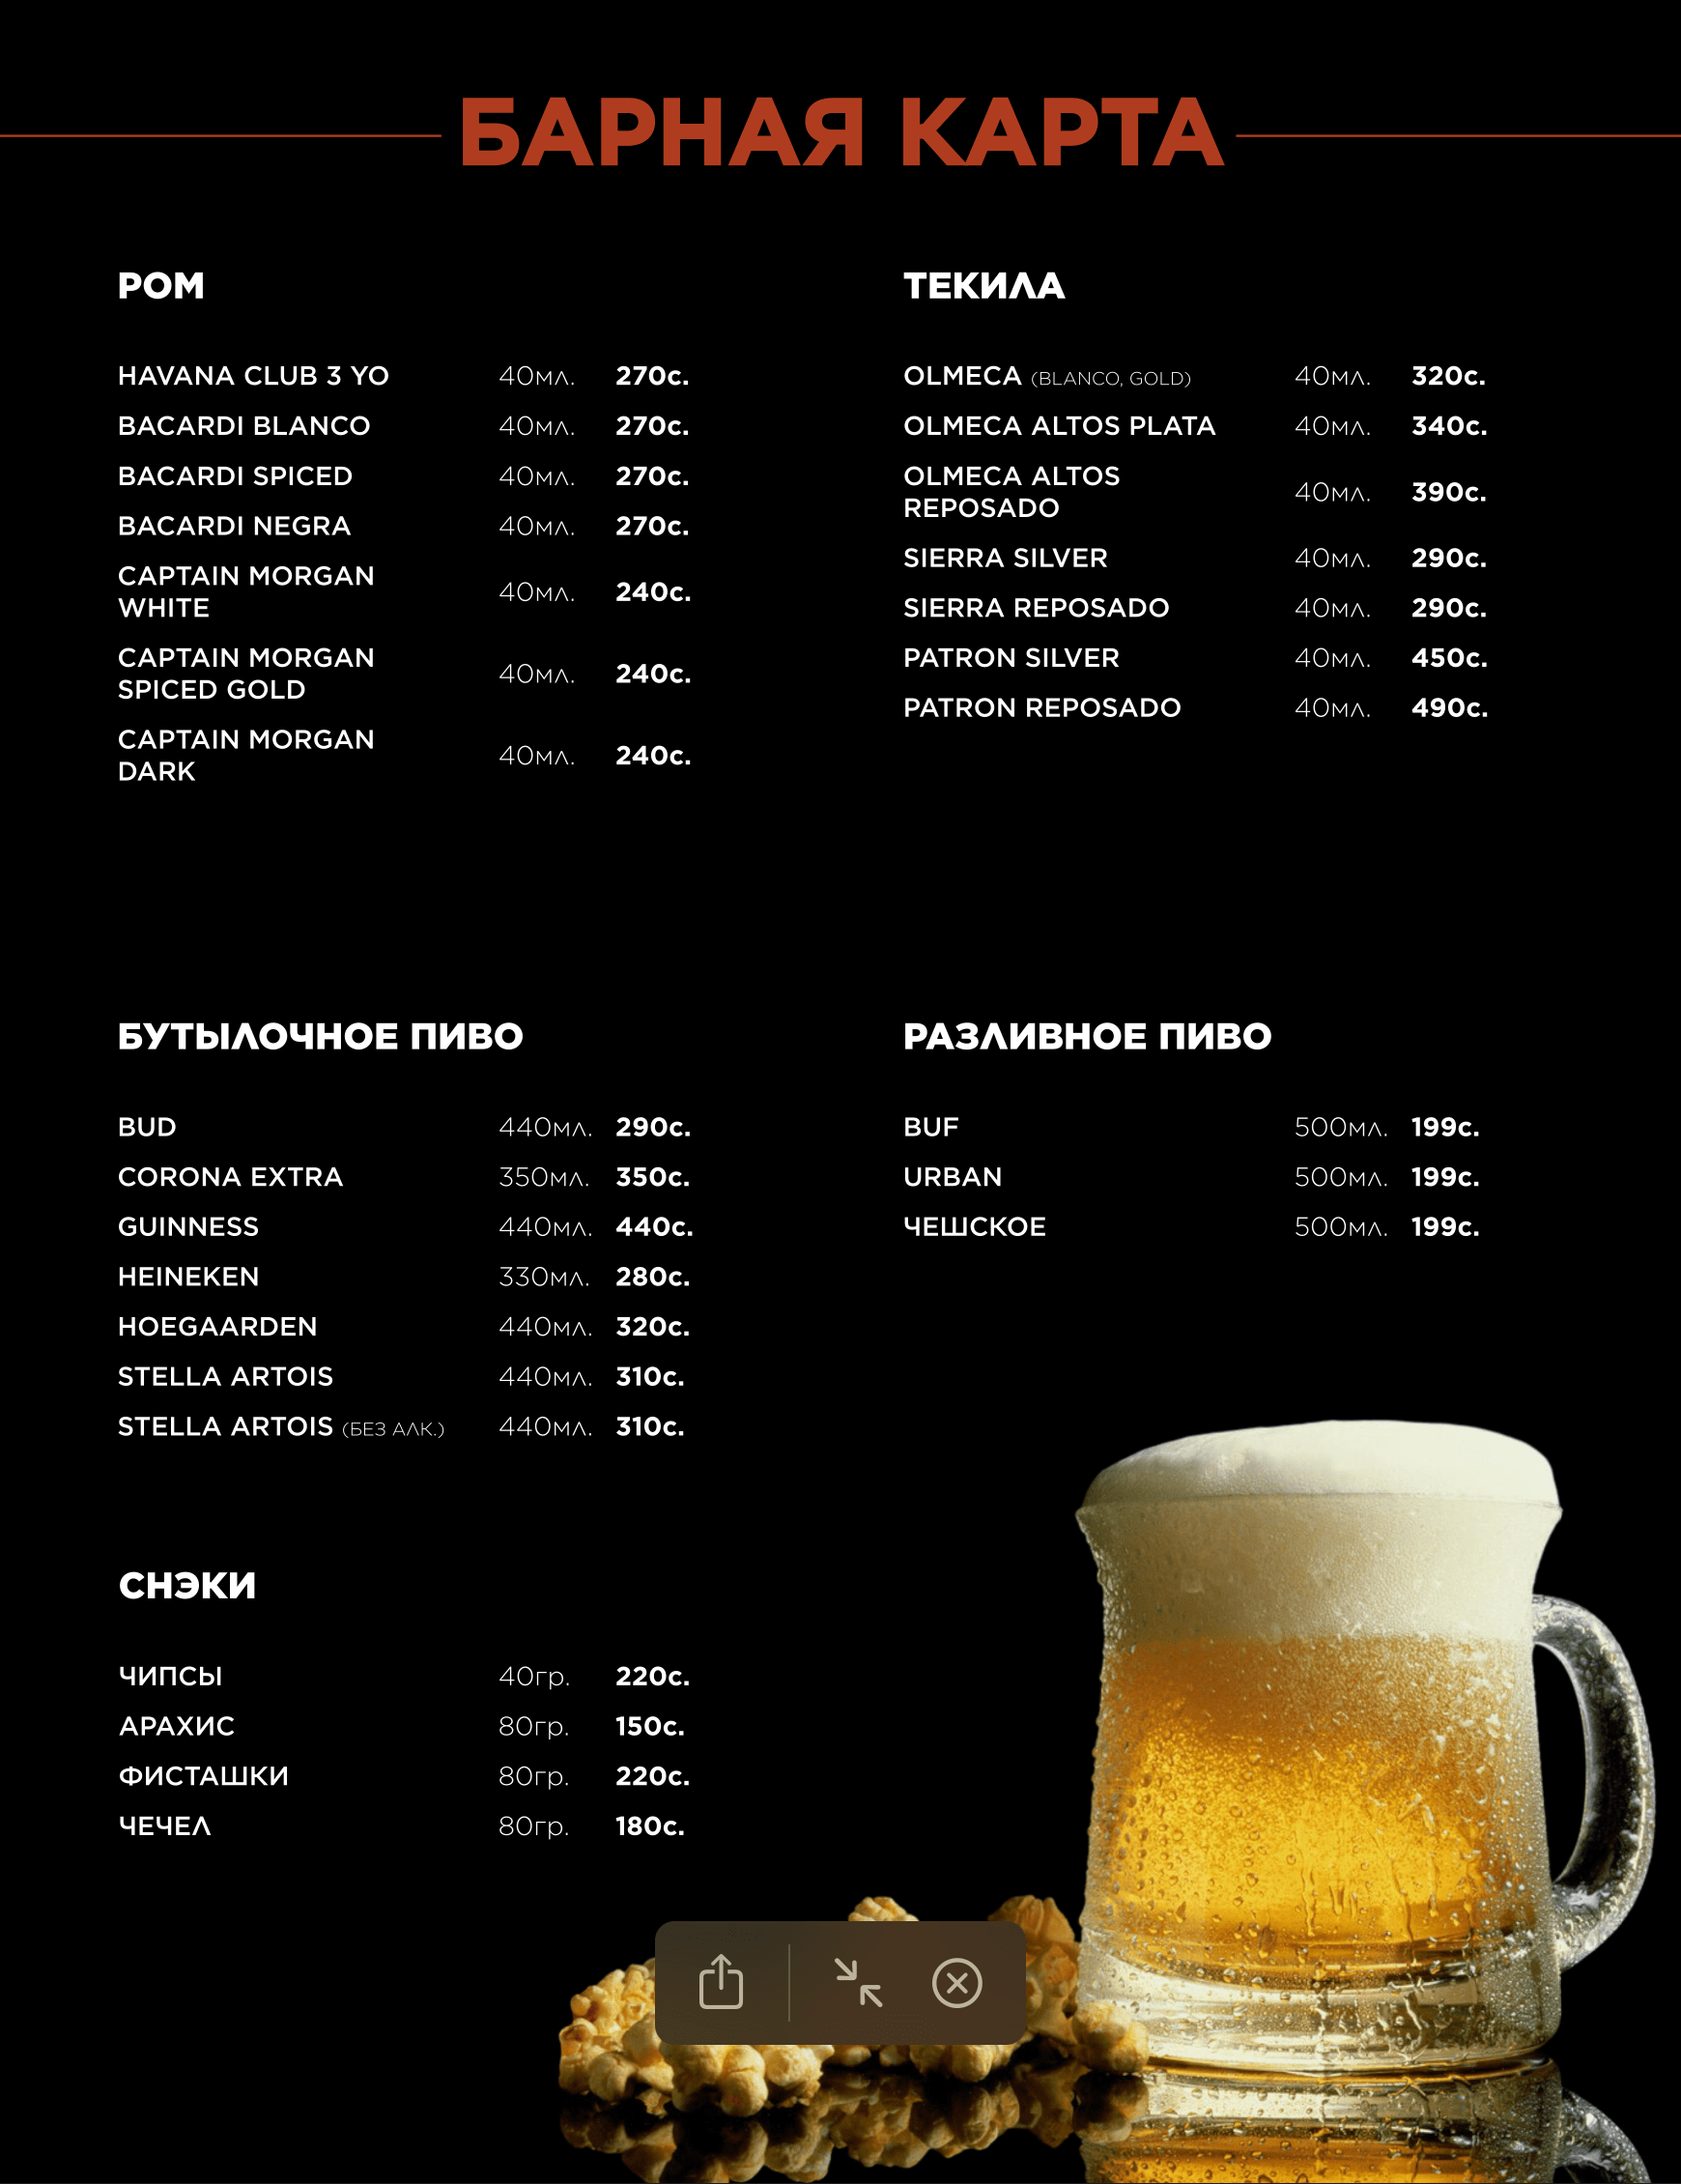 БАРНАЯ КАРТА
РОМ
HAVANA CLUB 3 YO 40мл. 270с.
BACARDI BLANCO 40мл. 270с.
BACARDI SPICED 40мл. 270с.
BACARDI NEGRA 40мл. 270с.
CAPTAIN MORGAN
WHITE 40мл. 240с.
CAPTAIN MORGAN
SPICED GOLD 40мл. 240с.
CAPTAIN MORGAN
DARK 40мл. 240с.
ТЕКИЛА
OLMECA (BLANCO, GOLD) 40мл. 320с.
OLMECA ALTOS PLATA 40мл. 340с.
OLMECA ALTOS
REPOSADO 40мл. 390с.
SIERRA SILVER 40мл. 290с.
SIERRA REPOSADO 40мл. 290с.
PATRON SILVER 40мл. 450с.
PATRON REPOSADO 40мл. 490с.
БУТЫЛОЧНОЕ ПИВО
BUD 440мл. 290с.
CORONA EXTRA 350мл. 350с.
GUINNESS 440мл. 440с.
HEINEKEN 330мл. 280с.
HOEGAARDEN 440мл. 320с.
STELLA ARTOIS 440мл. 310с.
STELLA ARTOIS (БЕЗ АЛК.) 440мл. 310с.
РАЗЛИВНОЕ ПИВО
BUF 500мл. 199с.
URBAN 500мл. 199с.
ЧЕШСКОЕ 500мл. 199с.
СНЭКИ
ЧИПСЫ 40гр. 220с.
АРАХИС 80гр. 150с.
ФИСТАШКИ 80гр. 220с.
ЧЕЧЕЛ 80гр. 180с.